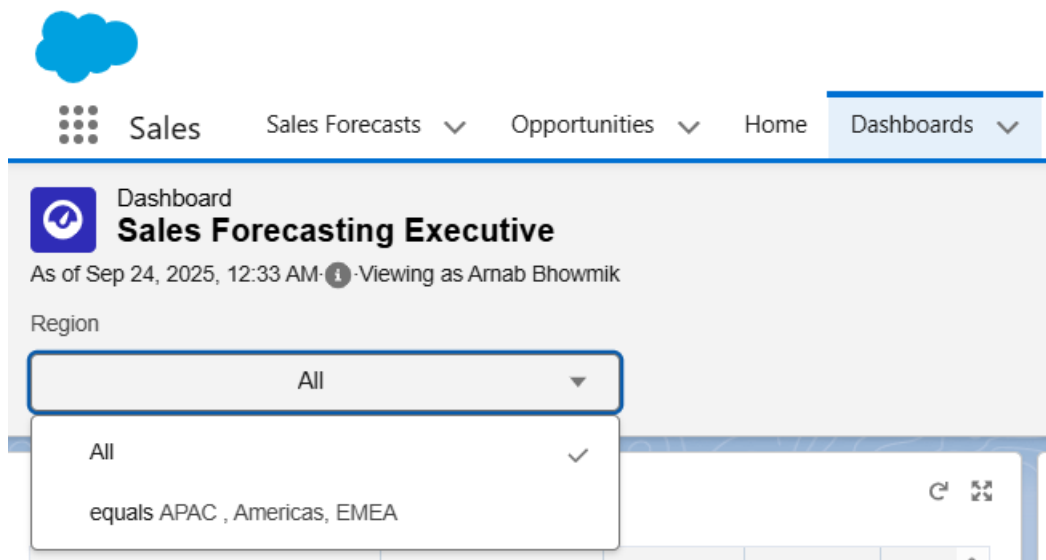 Sales Sales Forecasts Opportunities Home Dashboards
Dashboard
Sales Forecasting Executive
As of Sep 24, 2025, 12:33 AM·i·Viewing as Arnab Bhowmik
Region
All
All
equals APAC , Americas, EMEA